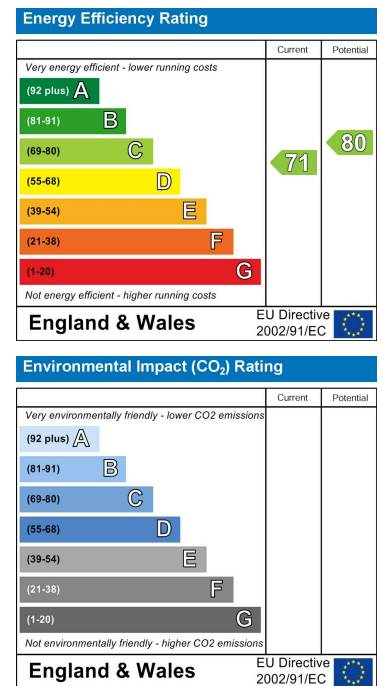 Energy Efficiency Rating
Current Potential
Very energy efficient - lower running costs
(92 plus) A
(81-91) B
(69-80) C
(55-68) D
(39-54) E
(21-38) F
(1-20) G
71
80
Not energy efficient - higher running costs
England & Wales
EU Directive
2002/91/EC
Environmental Impact (CO₂) Rating
Current Potential
Very environmentally friendly - lower CO2 emissions
(92 plus) A
(81-91) B
(69-80) C
(55-68) D
(39-54) E
(21-38) F
(1-20) G
Not environmentally friendly - higher CO2 emissions
England & Wales
EU Directive
2002/91/EC